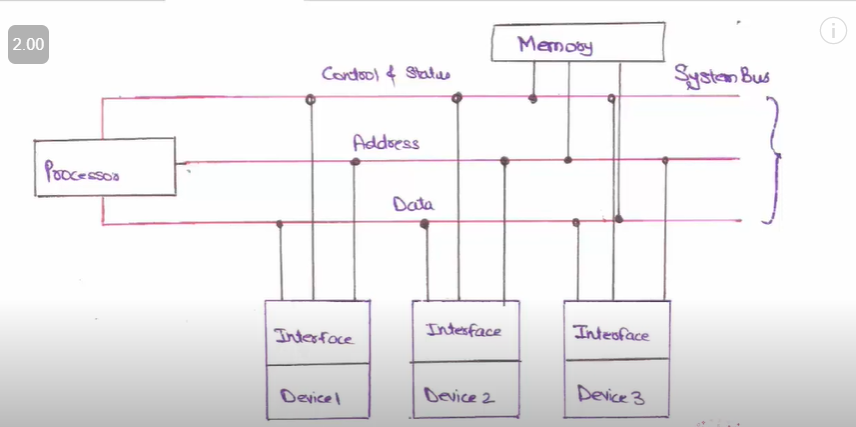 2.00
Memory
Control & Status
System Bus
Address
Processor
Data
Interface
Interface
Interface
Device 1
Device 2
Device 3